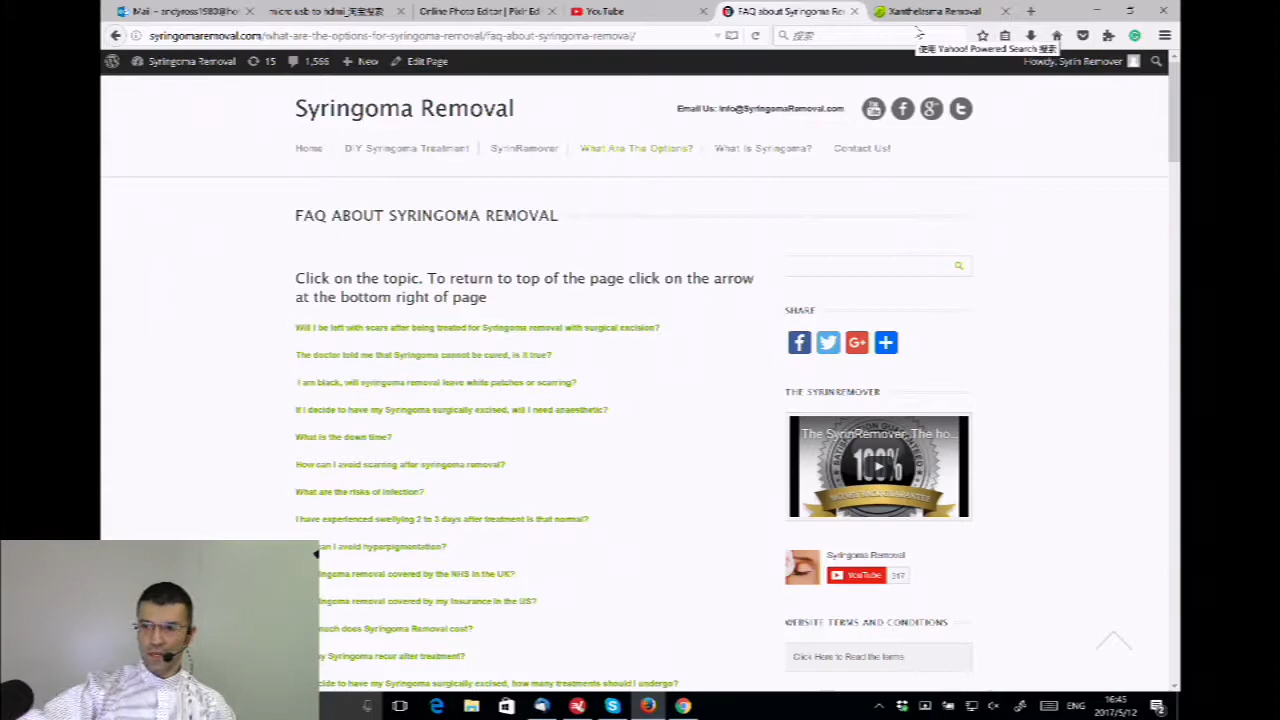 Mail – andyross1980@ho
micro usb to hdmi_淘宝搜索
Online Photo Editor | Pixlr Ed
YouTube
FAQ about Syringoma Re
Xanthelasma Removal
syringomaremoval.com/what-are-the-options-for-syringoma-removal/faq-about-syringoma-removal/
搜索
使用 Yahoo! Powered Search 搜索
Syringoma Removal 15 1,566 New Edit Page
Howdy, Syrin Remover
Syringoma Removal
Email Us: Info@SyringomaRemoval.com
Home DIY Syringoma Treatment SyrinRemover What Are The Options? What Is Syringoma? Contact Us!
FAQ ABOUT SYRINGOMA REMOVAL
Click on the topic. To return to top of the page click on the arrow
at the bottom right of page
Will I be left with scars after being treated for Syringoma removal with surgical excision?
The doctor told me that Syringoma cannot be cured, is it true?
I am black, will syringoma removal leave white patches or scarring?
If I decide to have my Syringoma surgically excised, will I need anaesthetic?
What is the down time?
How can I avoid scarring after syringoma removal?
What are the risks of infection?
I have experienced swellying 2 to 3 days after treatment is that normal?
can I avoid hyperpigmentation?
ingoma removal covered by the NHS in the UK?
ingoma removal covered by my insurance in the US?
much does Syringoma Removal cost?
y Syringoma recur after treatment?
cide to have my Syringoma surgically excised, how many treatments should I undergo?
SHARE
THE SYRINREMOVER
The SyrinRemover, The ho...
100%
Syringoma Removal
YouTube 347
WEBSITE TERMS AND CONDITIONS
Click Here to Read the terms
ENG
16:45
2017/5/12
2